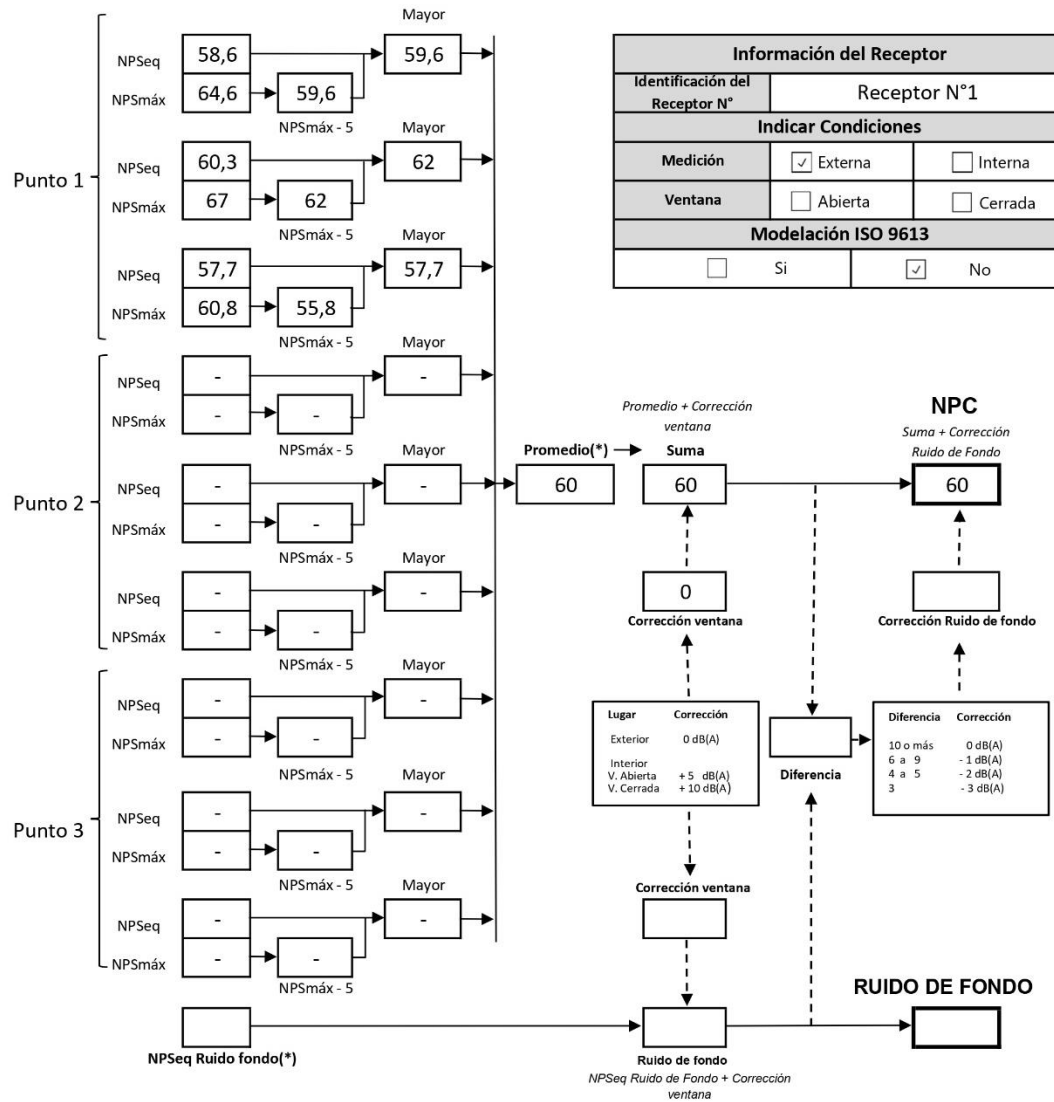 Mayor
NPSeq 58,6 59,6
NPSmáx 64,6 59,6
NPSmáx - 5
Mayor
Punto 1
NPSeq 60,3 62
NPSmáx 67 62
NPSmáx - 5
Mayor
NPSeq 57,7 57,7
NPSmáx 60,8 55,8
NPSmáx - 5
Mayor
NPSeq - -
NPSmáx - -
NPSmáx - 5
Mayor
Punto 2
NPSeq - -
NPSmáx - -
NPSmáx - 5
Mayor
NPSeq - -
NPSmáx - -
NPSmáx - 5
Mayor
NPSeq - -
NPSmáx - -
NPSmáx - 5
Mayor
Punto 3
NPSeq - -
NPSmáx - -
NPSmáx - 5
Mayor
NPSeq - -
NPSmáx - -
NPSmáx - 5
NPSeq Ruido fondo(*)
Información del Receptor
Identificación del
Receptor N°
Receptor N°1
Indicar Condiciones
Medición ✓ Externa Interna
Ventana Abierta Cerrada
Modelación ISO 9613
Si ✓ No
Promedio(*)
60
Promedio + Corrección
ventana
Suma
60
0
Corrección ventana
NPC
Suma + Corrección
Ruido de Fondo
60
Corrección Ruido de fondo
Lugar Corrección
Exterior 0 dB(A)
Interior
V. Abierta + 5 dB(A)
V. Cerrada + 10 dB(A)
Diferencia
Diferencia Corrección
10 o más 0 dB(A)
6 a 9 - 1 dB(A)
4 a 5 - 2 dB(A)
3 - 3 dB(A)
Corrección ventana
Ruido de fondo
NPSeq Ruido de Fondo + Corrección
ventana
RUIDO DE FONDO